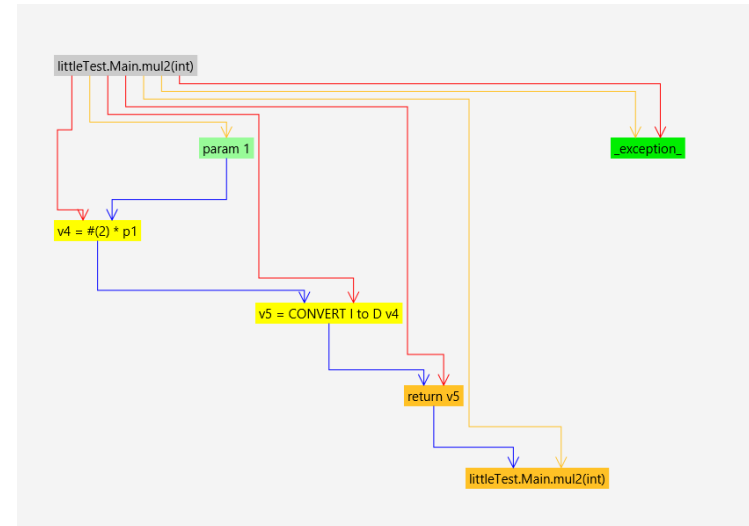 littleTest.Main.mul2(int)
param 1
_exception_
v4 = #(2) * p1
v5 = CONVERT I to D v4
return v5
littleTest.Main.mul2(int)